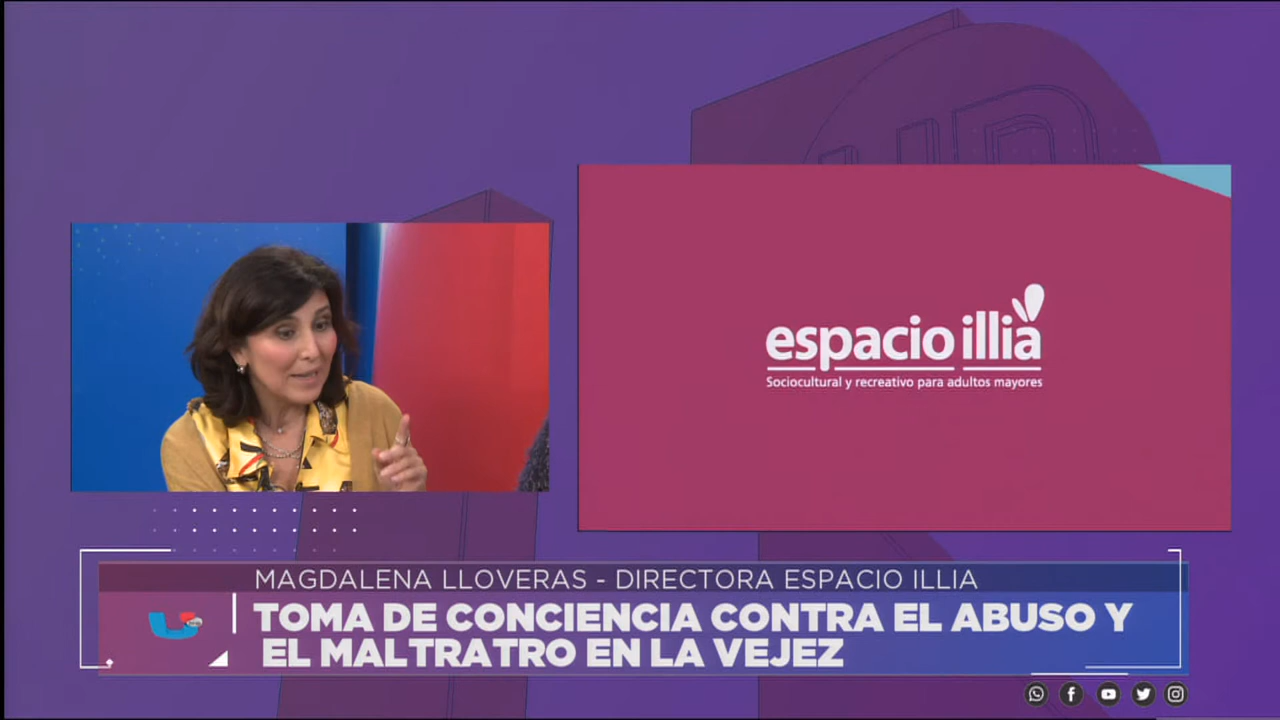 espacio illia
Sociocultural y recreativo para adultos mayores
MAGDALENA LLOVERAS - DIRECTORA ESPACIO ILLIA
TOMA DE CONCIENCIA CONTRA EL ABUSO Y
EL MALTRATRO EN LA VEJEZ